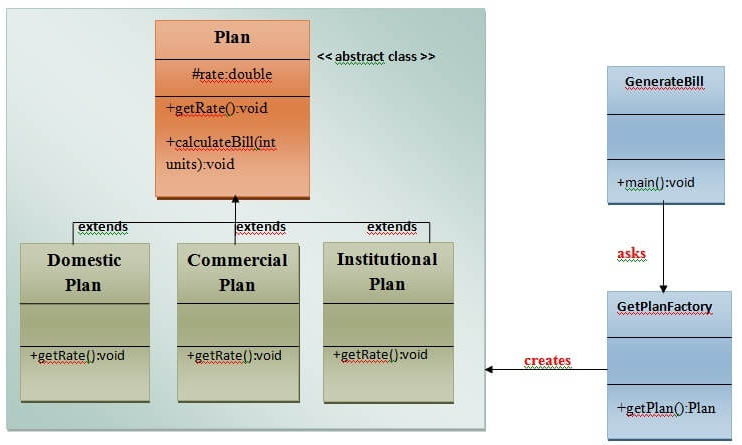 Plan
<< abstract class >>
#rate:double
+getRate():void
+calculateBill(int
units):void
extends
extends
extends
Domestic
Plan
+getRate():void
Commercial
Plan
+getRate():void
Institutional
Plan
+getRate():void
GenerateBill
+main():void
asks
GetPlanFactory
+getPlan():Plan
creates